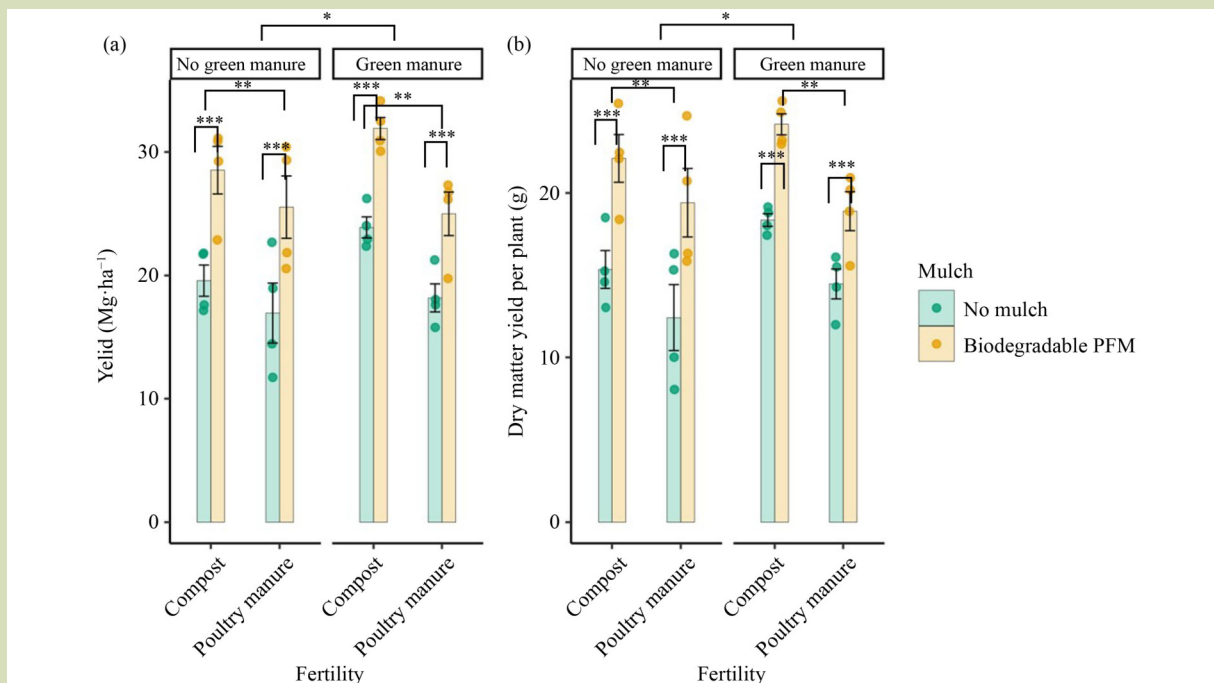 (a)
*
No green manure
Green manure
**
***
***
***
**
***
30
20
10
0
Yelid (Mg·ha⁻¹)
Compost
Poultry manure
Compost
Poultry manure
Fertility
(b)
*
No green manure
Green manure
**
***
***
**
***
***
20
10
0
Dry matter yield per plant (g)
Compost
Poultry manure
Compost
Poultry manure
Fertility
Mulch
No mulch
Biodegradable PFM